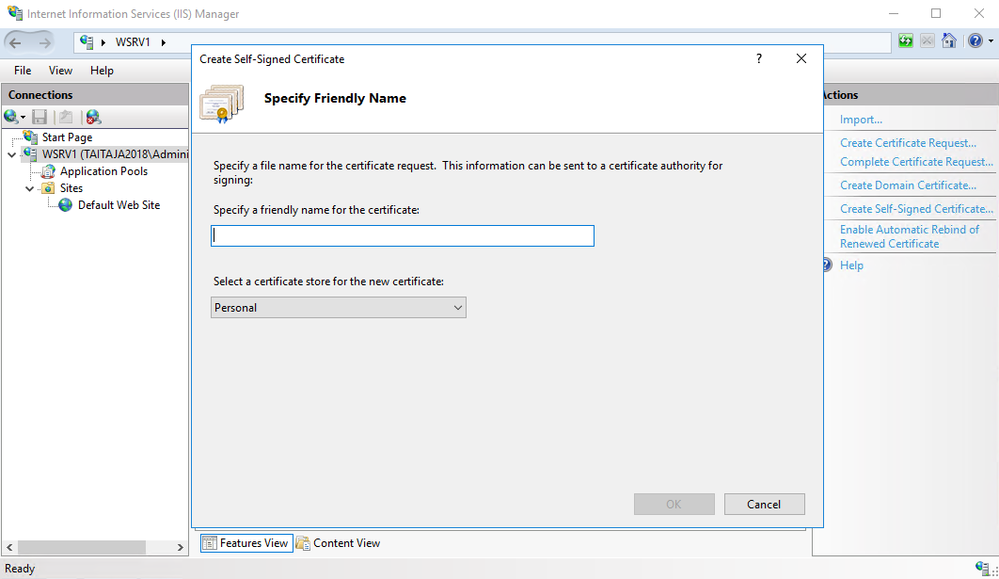 Internet Information Services (IIS) Manager
WSRV1
File View Help
Connections
Start Page
WSRV1 (TAITAJA2018\Admini
Application Pools
Sites
Default Web Site
Create Self-Signed Certificate
?
Specify Friendly Name
Specify a file name for the certificate request. This information can be sent to a certificate authority for
signing:
Specify a friendly name for the certificate:
Select a certificate store for the new certificate:
Personal
OK Cancel
Features View Content View
Actions
Import...
Create Certificate Request...
Complete Certificate Request...
Create Domain Certificate...
Create Self-Signed Certificate...
Enable Automatic Rebind of
Renewed Certificate
Help
Ready